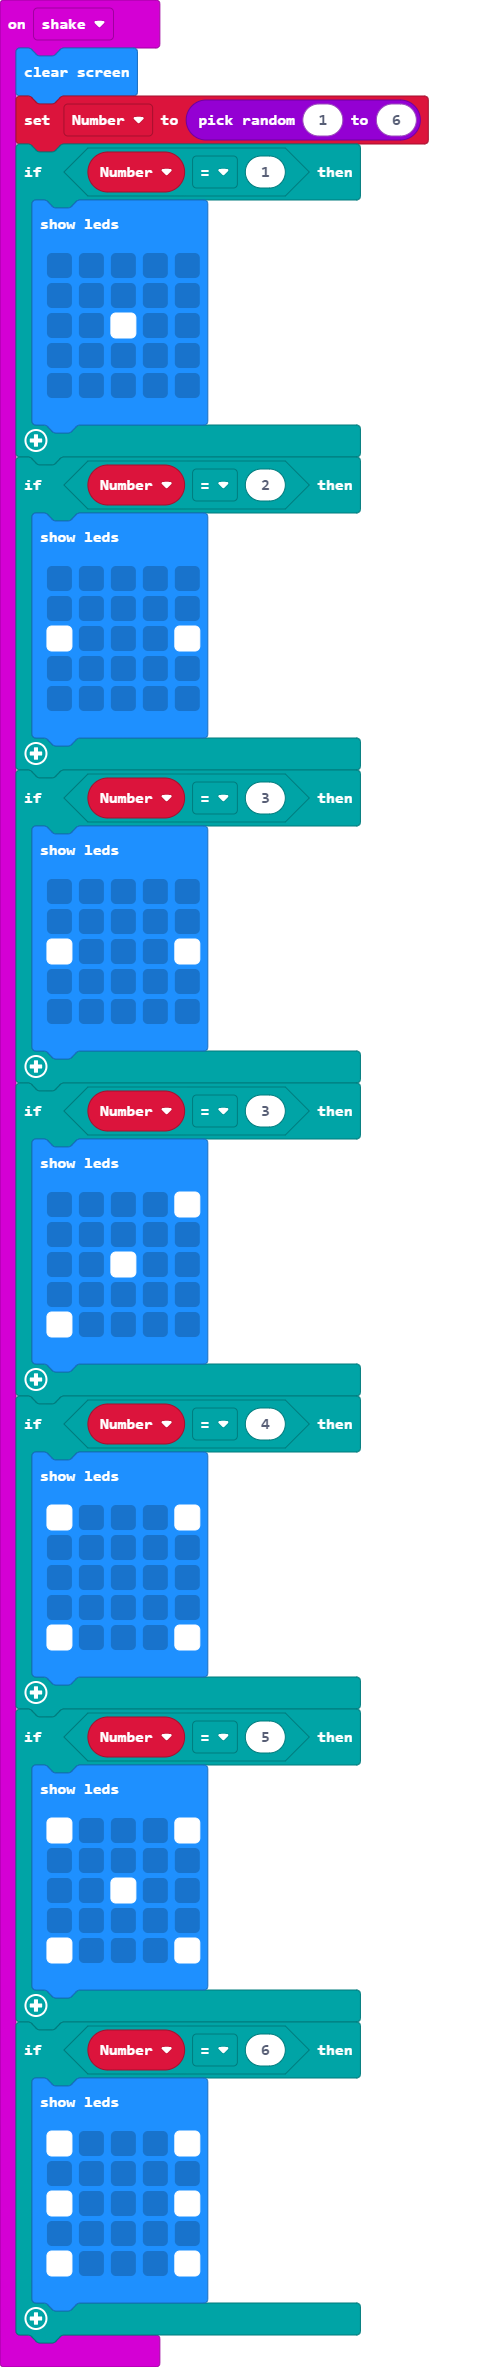 on shake
clear screen
set Number to pick random 1 to 6
if Number = 1 then
show leds
if Number = 2 then
show leds
if Number = 3 then
show leds
if Number = 3 then
show leds
if Number = 4 then
show leds
if Number = 5 then
show leds
if Number = 6 then
show leds